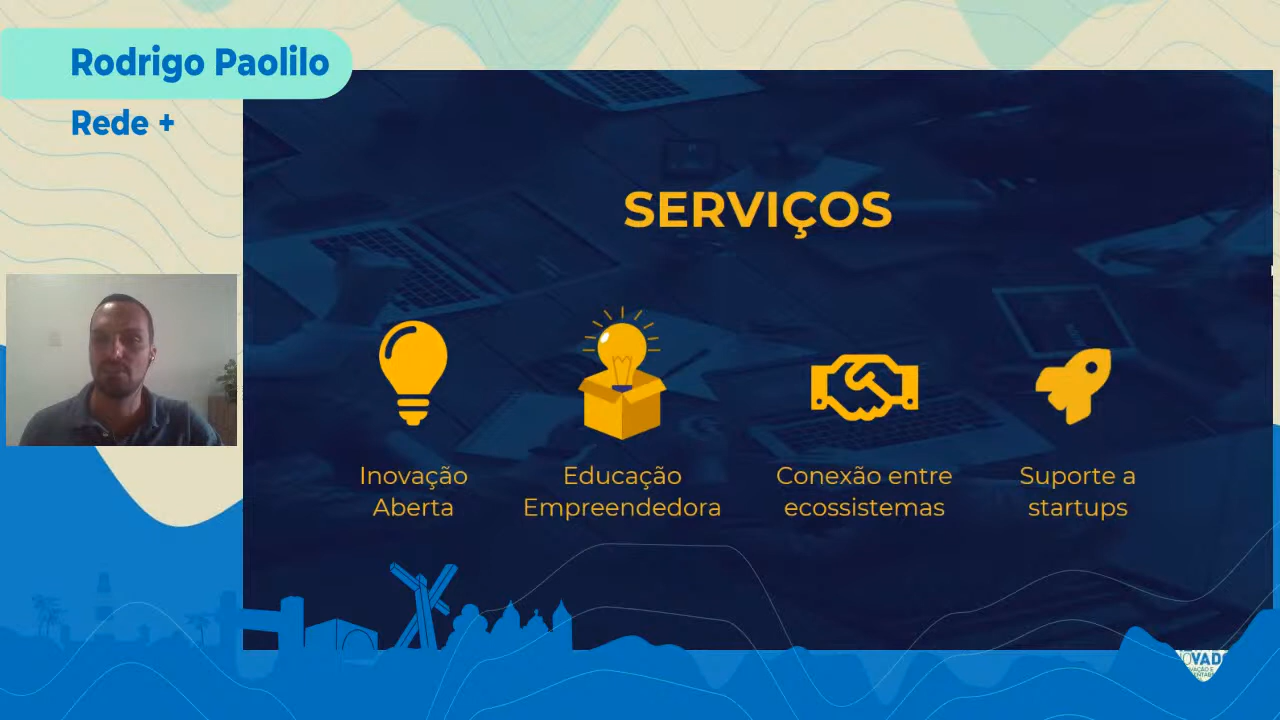 Rodrigo Paolilo
Rede +
SERVIÇOS
Inovação
Aberta
Educação
Empreendedora
Conexão entre
ecossistemas
Suporte a
startups